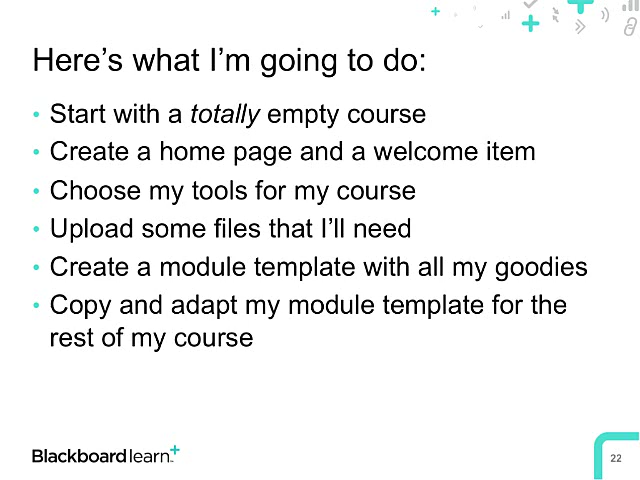 Here’s what I’m going to do:
• Start with a totally empty course
• Create a home page and a welcome item
• Choose my tools for my course
• Upload some files that I’ll need
• Create a module template with all my goodies
• Copy and adapt my module template for the
rest of my course
Blackboard learn+
22